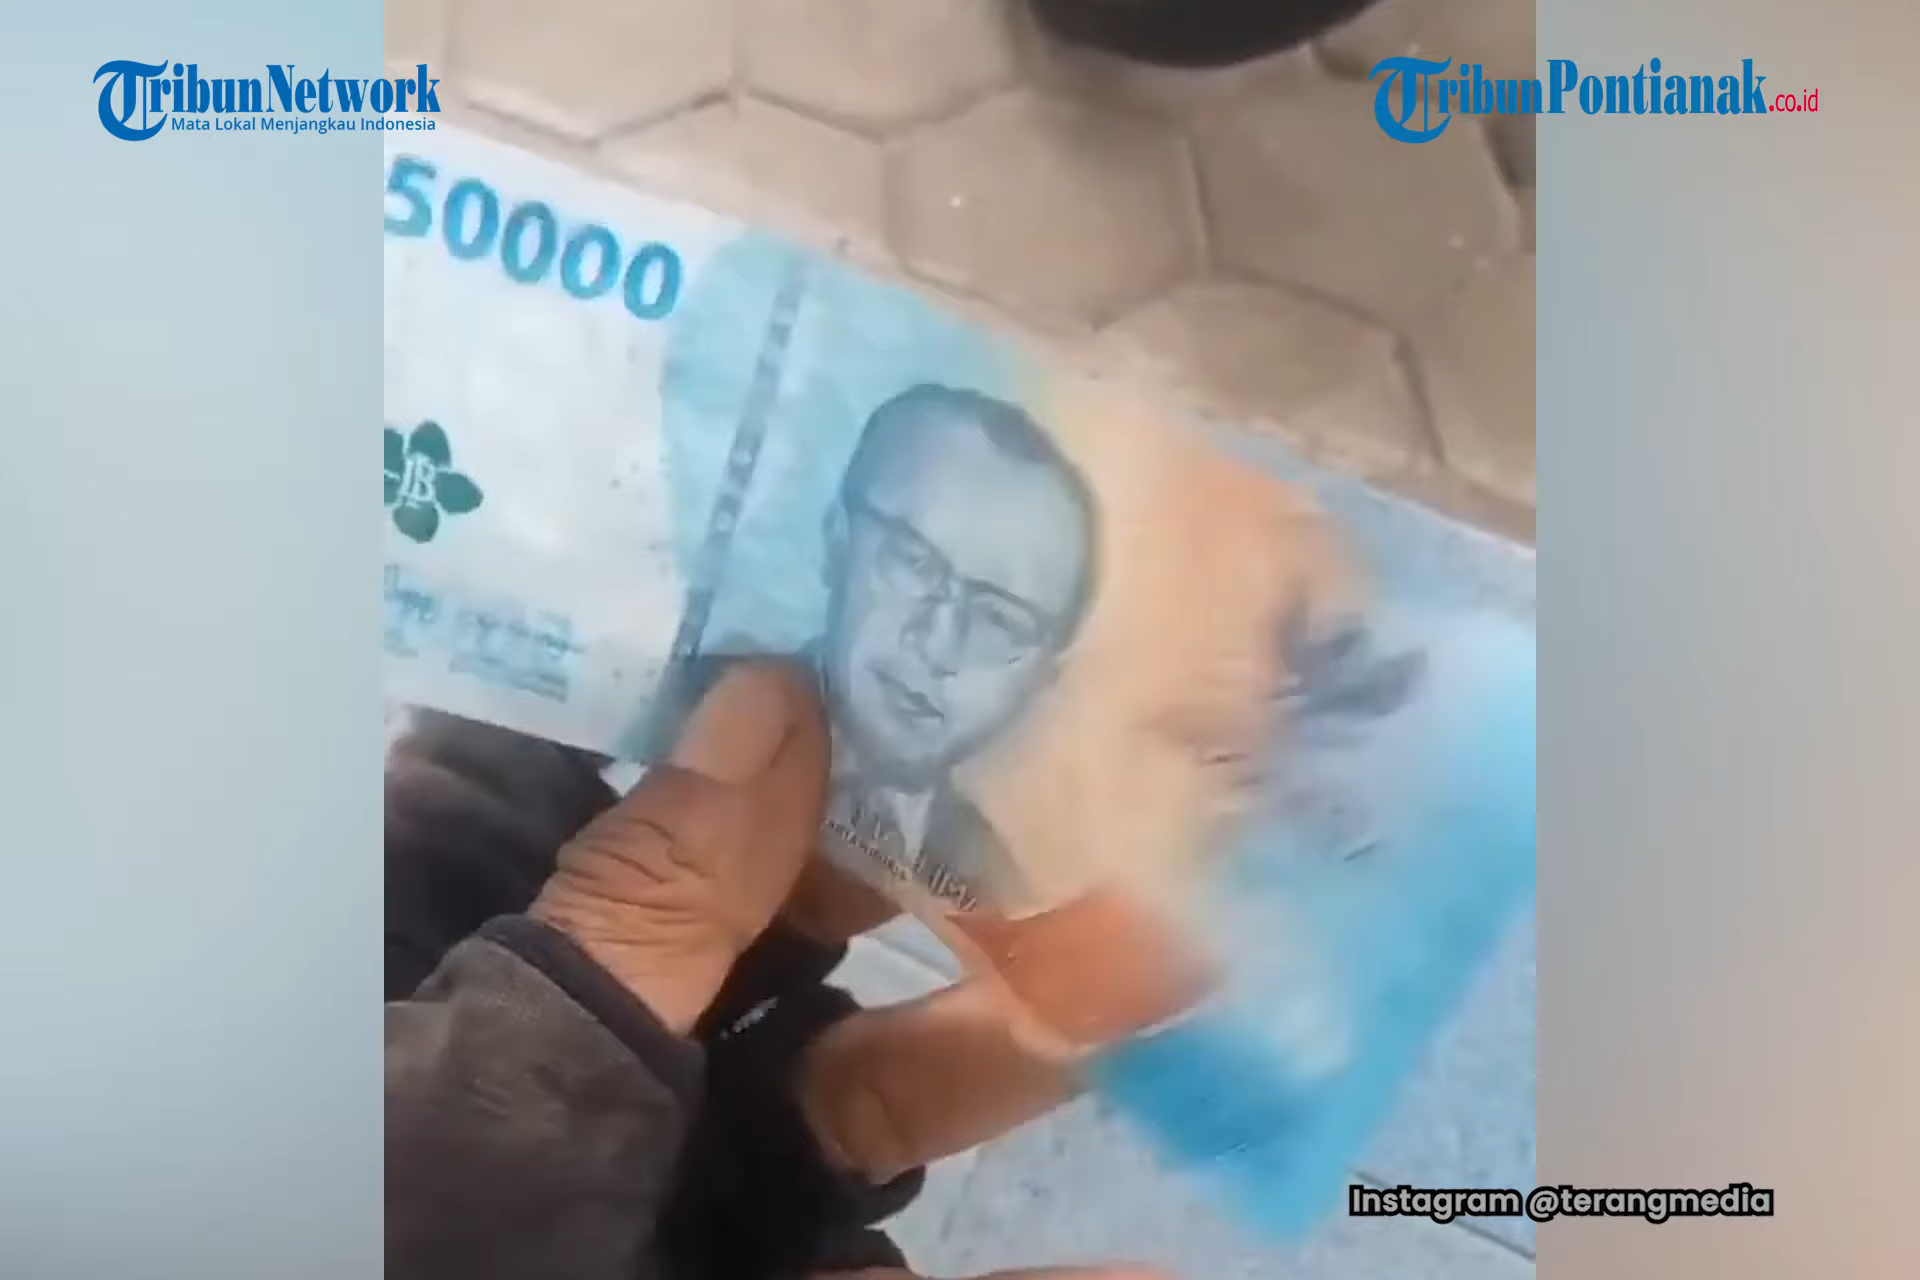 TribunNetwork
Mata Lokal Menjangkau Indonesia
TribunPontianak.co.id
50000
Instagram @terangmedia